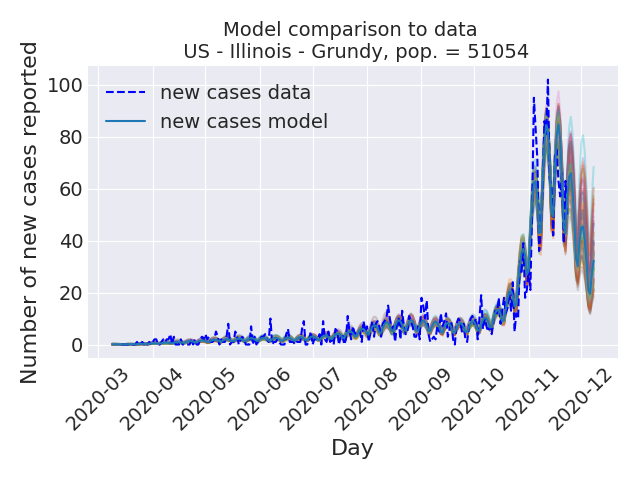 Model comparison to data
US - Illinois - Grundy, pop. = 51054
Number of new cases reported
100
80
60
40
20
0
new cases data
new cases model
2020-03
2020-04
2020-05
2020-06
2020-07
2020-08
2020-09
2020-10
2020-11
2020-12
Day